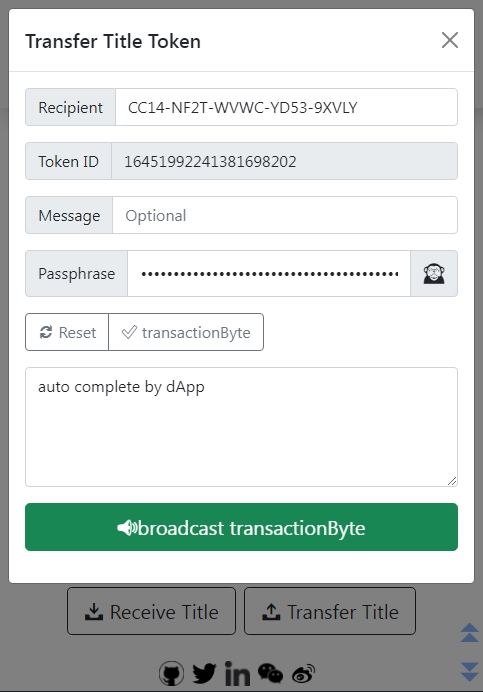 Transfer Title Token
Recipient CC14-NF2T-WVWC-YD53-9XVLY
Token ID 16451992241381698202
Message Optional
Passphrase
Reset transactionByte
auto complete by dApp
broadcast transactionByte
Receive Title Transfer Title